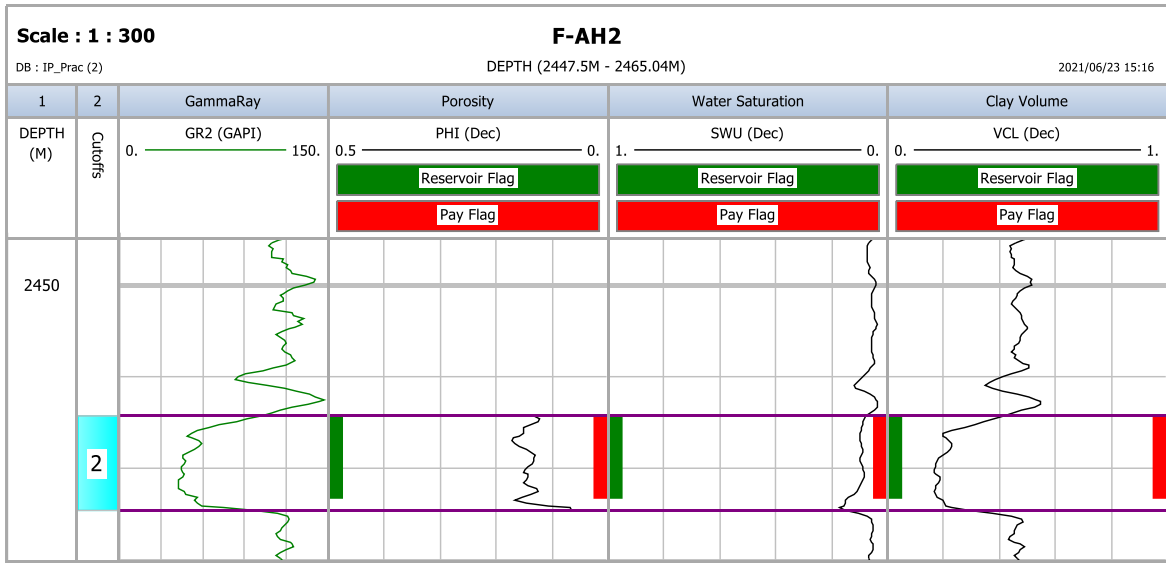 Scale : 1 : 300
F-AH2
DB : IP_Prac (2)
DEPTH (2447.5M - 2465.04M)
2021/06/23 15:16
1 2 GammaRay Porosity Water Saturation Clay Volume
DEPTH
(M)
Cutoffs
GR2 (GAPI)
0. 150.
PHI (Dec)
0.5 0.
Reservoir Flag
Pay Flag
SWU (Dec)
1. 0.
Reservoir Flag
Pay Flag
VCL (Dec)
0. 1.
Reservoir Flag
Pay Flag
2450
2